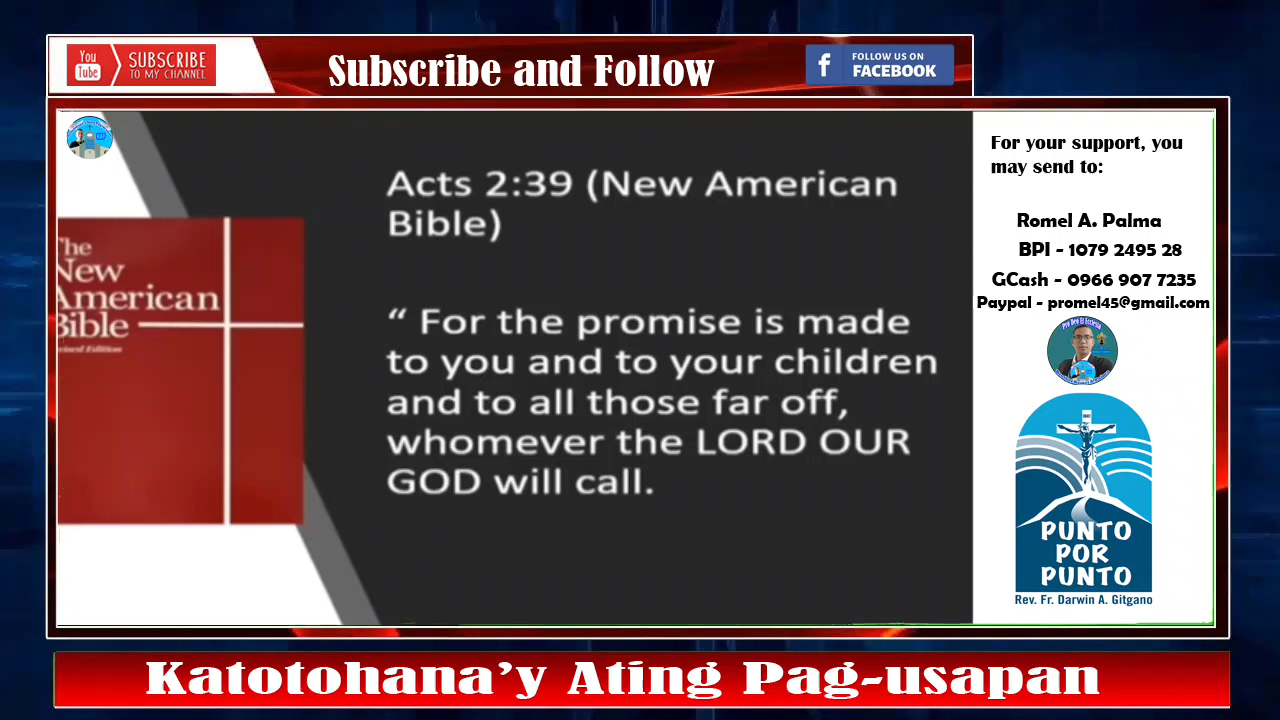 You
Tube
SUBSCRIBE
TO MY CHANNEL
Subscribe and Follow
f
FOLLOW US ON
FACEBOOK
Acts 2:39 (New American
Bible)
“ For the promise is made
to you and to your children
and to all those far off,
whomever the LORD OUR
GOD will call.
The
New
American
Bible
For your support, you
may send to:
Romel A. Palma
BPI - 1079 2495 28
GCash - 0966 907 7235
Paypal - promel45@gmail.com
PUNTO
POR
PUNTO
Rev. Fr. Darwin A. Gitgano
Katotohana’y Ating Pag-usapan